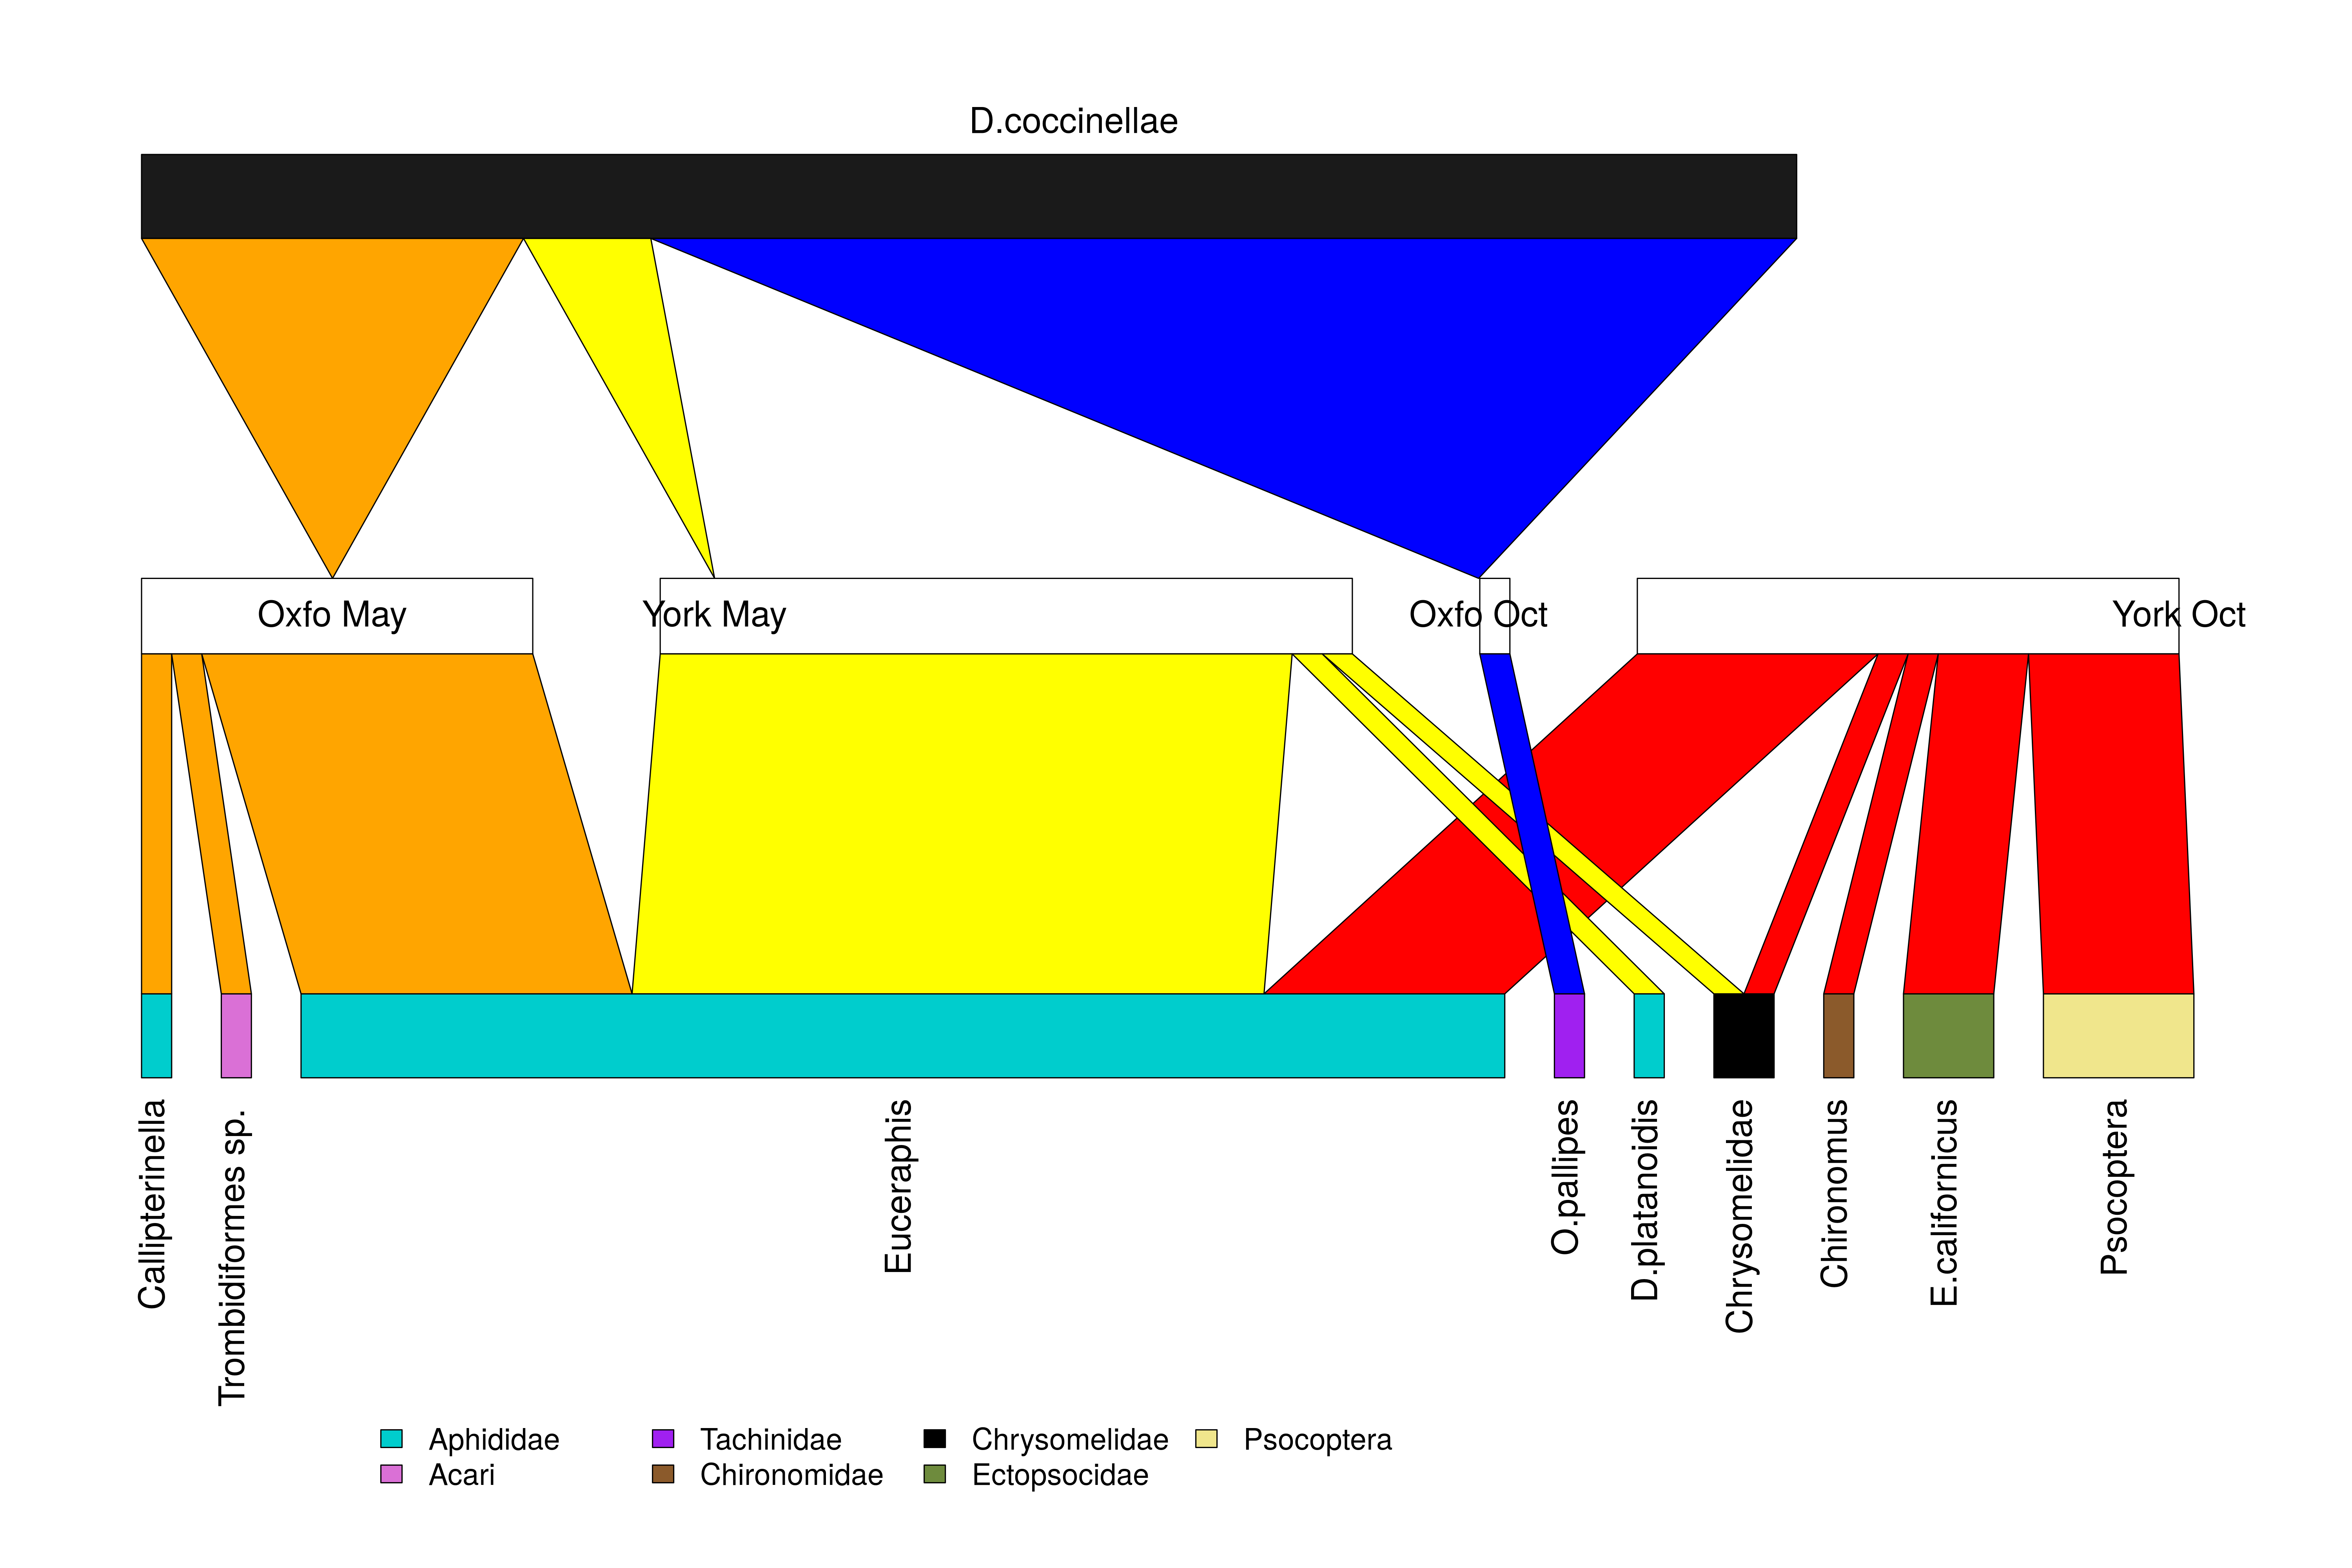 D.coccinellae
Oxfo May
York May
Oxfo Oct
York Oct
Callipterinella
Trombidiformes sp.
Euceraphis
O.pallipes
D.platanoidis
Chrysomelidae
Chironomus
E.californicus
Psocoptera
Aphididae
Tachinidae
Chrysomelidae
Psocoptera
Acari
Chironomidae
Ectopsocidae